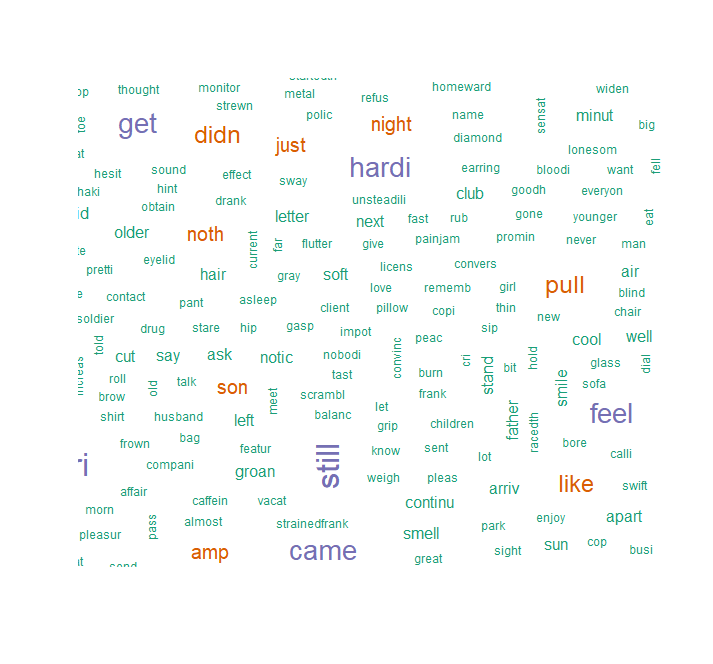 thought monitor metal refus homeward widen
strewn polic name sensat minut big
get didn just night diamond lonesom
hesit sound effect sway hardi earring bloodi want fell
hint drank unsteadili club goodh everyon
obtain letter next fast rub gone younger eat
older noth current far flutter give painjam promin never man
eyelid pretti hair gray soft licens convers air
contact pant asleep love rememb girl pull blind
soldier client pillow copi thin new chair
drug stare hip gasp impot peac sip cool well
told cut say ask notic nobodi convinc cri stand bit hold glass dial
roll old talk son tast burn smile sofa
brow meet scrambl frank
shirt husband left balanc let father feel
frown bag grip children racedth bore
featur still know sent lot calli
compani groan weigh pleas arriv like swift
affair caffein vacat continu enjoy apart
morn pass almost strainedfrank smell park
pleasur amp came great sight sun cop busi